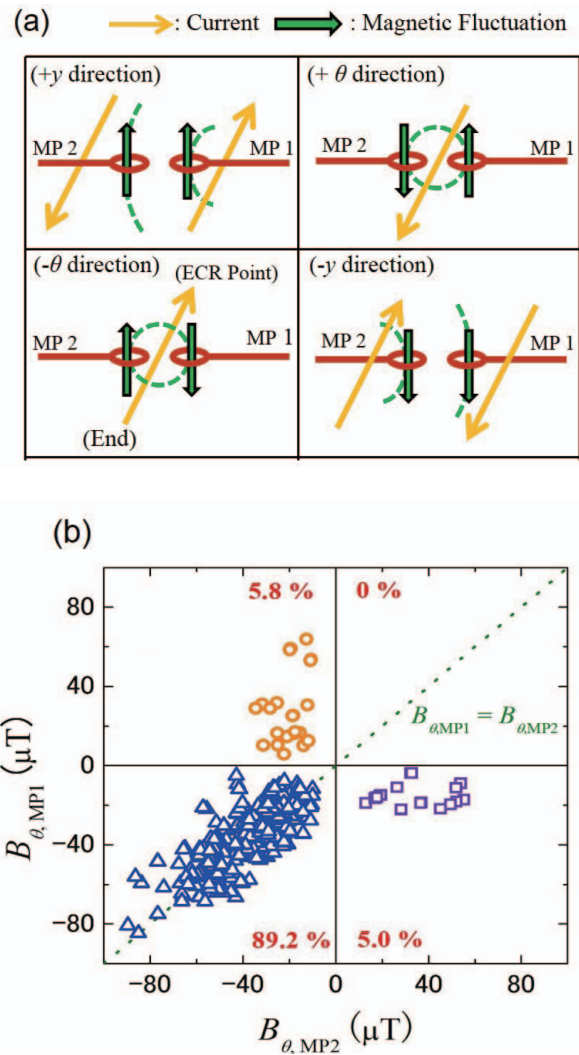 (a)
: Current : Magnetic Fluctuation
(+y direction)
MP 2
MP 1
(+ θ direction)
MP 2
MP 1
(-θ direction)
(ECR Point)
MP 2
MP 1
(End)
(-y direction)
MP 2
MP 1
(b)
5.8 %
0 %
80
40
0
−40
−80
B θ,MP1 = B θ,MP2
89.2 %
5.0 %
−80 −40 0 40 80
B θ, MP1 (μT)
B θ, MP2 (μT)